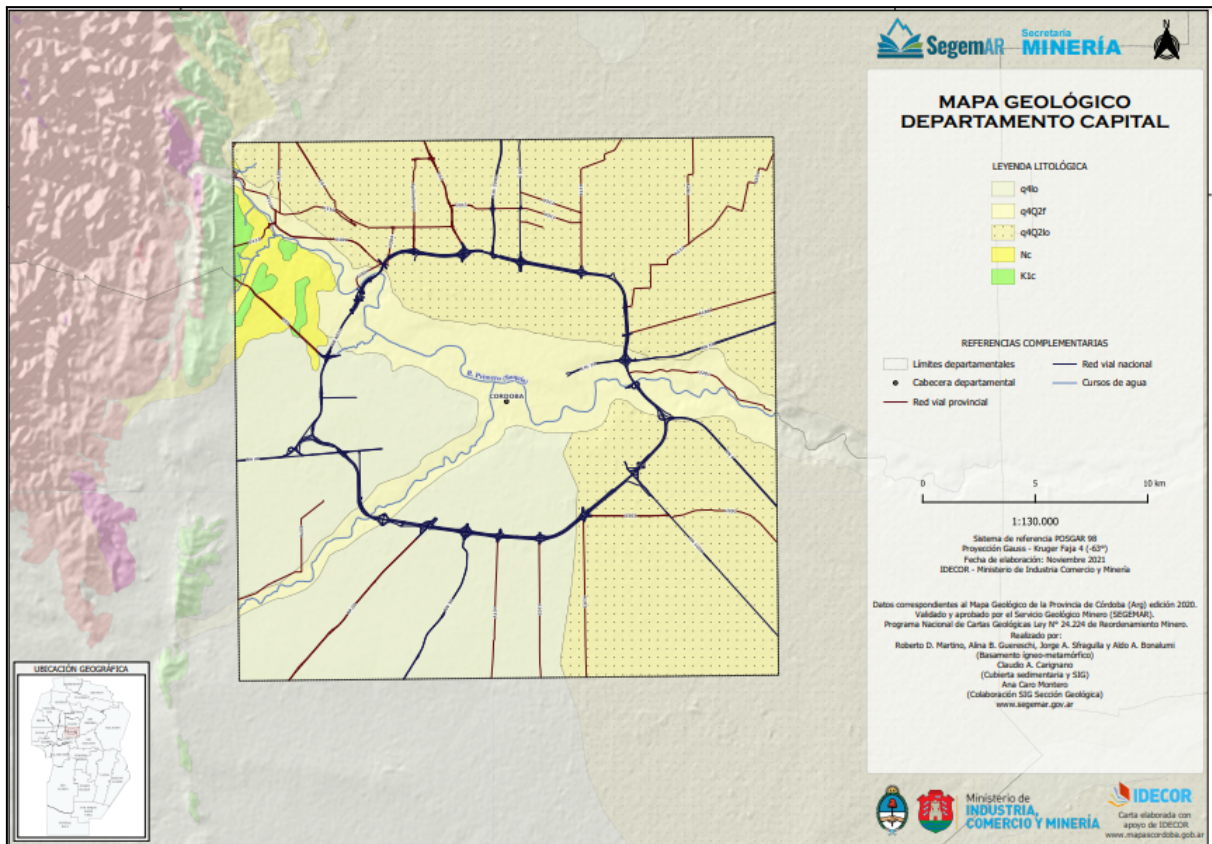 SegemAR
Secretaría
MINERÍA
N
MAPA GEOLÓGICO
DEPARTAMENTO CAPITAL
LEYENDA LITOLÓGICA
q4lo
q4Q2f
q4Q2lo
Nc
K1c
REFERENCIAS COMPLEMENTARIAS
Límites departamentales
Red vial nacional
Cabecera departamental
Cursos de agua
Red vial provincial
R. Primero (Suquía)
CORDOBA
0 5 10 km
1:130.000
Sistema de referencia POSGAR 98
Proyección Gauss - Kruger Faja 4 (-63º)
Fecha de elaboración: Noviembre 2021
IDECOR - Ministerio de Industria Comercio y Minería
Datos correspondientes al Mapa Geológico de la Provincia de Córdoba (Arg) edición 2020.
Validado y aprobado por el Servicio Geológico Minero (SEGEMAR).
Programa Nacional de Cartas Geológicas Ley Nº 24.224 de Reordenamiento Minero.
Realizado por:
Roberto D. Martino, Alina B. Guereschi, Jorge A. Sfragulla y Aldo A. Bonalumi
(Basamento ígneo-metamórfico)
Claudio A. Carignano
(Cubierta sedimentaria y SIG)
Ana Caro Montero
(Colaboración SIG Sección Geológica)
www.segemar.gov.ar
UBICACIÓN GEOGRÁFICA
Ministerio de
INDUSTRIA,
COMERCIO Y MINERÍA
IDECOR
Carta elaborada con
apoyo de IDECOR
www.mapascordoba.gob.ar